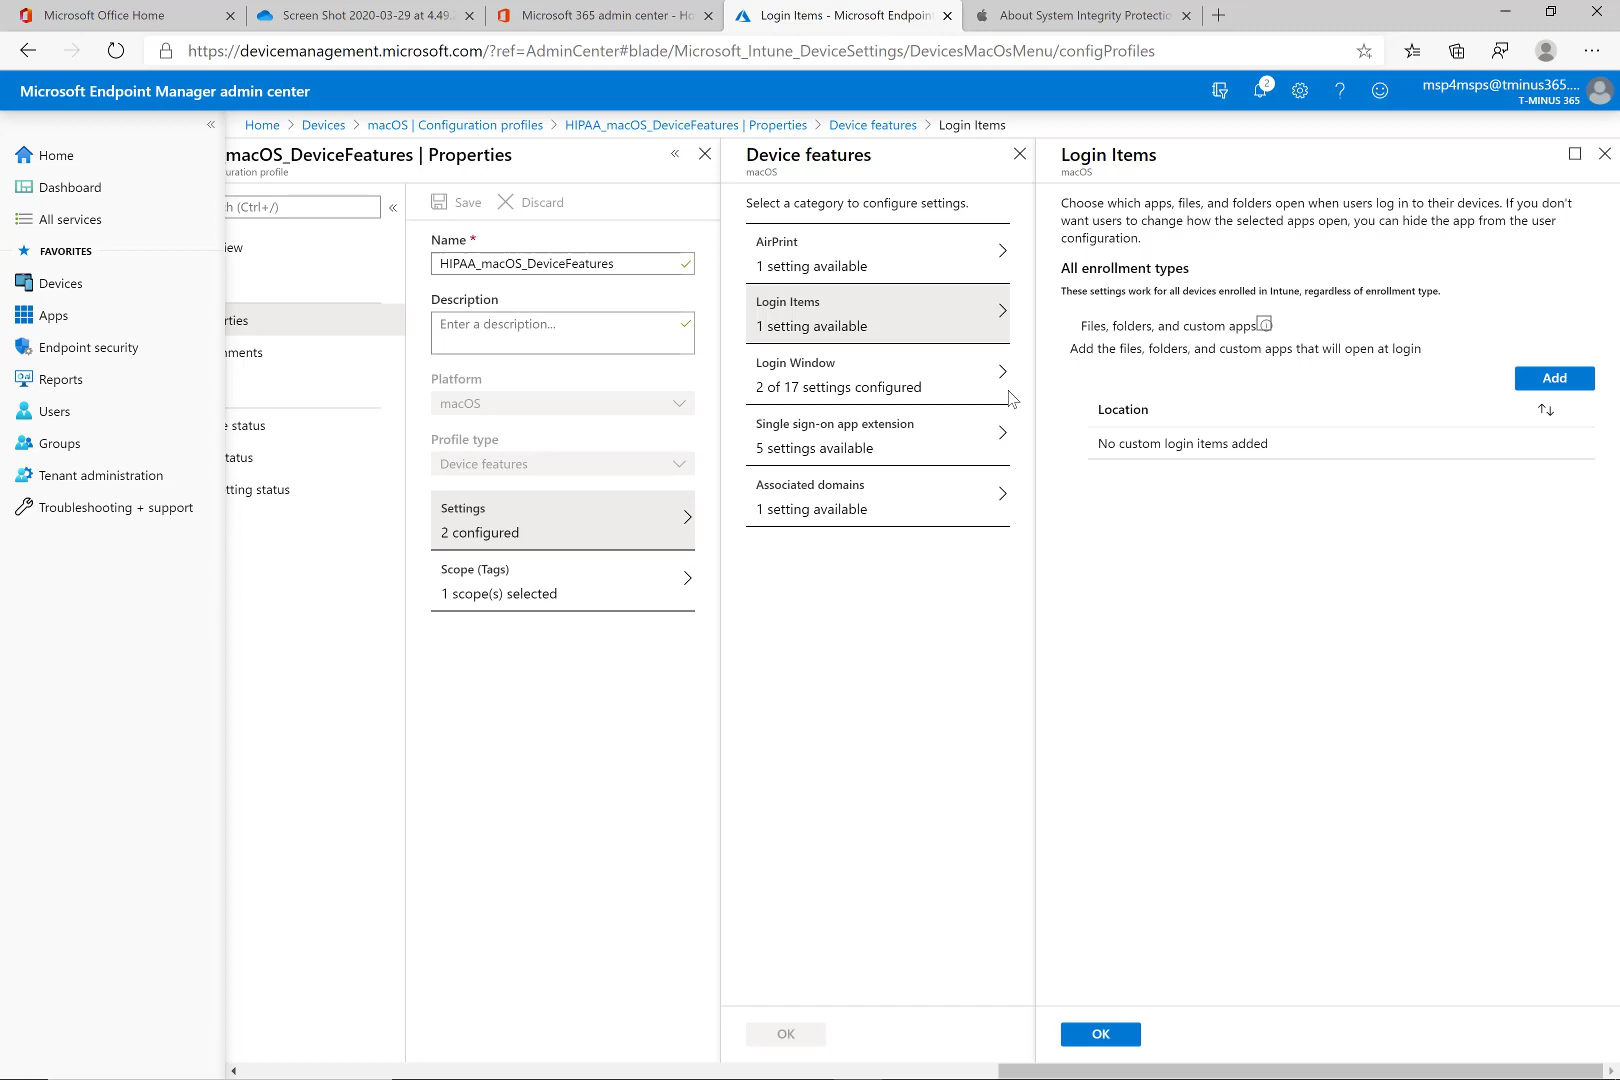 Microsoft Office Home
Screen Shot 2020-03-29 at 4.49.
Microsoft 365 admin center - Ho
Login Items - Microsoft Endpoin
About System Integrity Protectio
https://devicemanagement.microsoft.com/?ref=AdminCenter#blade/Microsoft_Intune_DeviceSettings/DevicesMacOsMenu/configProfiles
Microsoft Endpoint Manager admin center
2
msp4msps@tminus365....
T-MINUS 365
Home > Devices > macOS | Configuration profiles > HIPAA_macOS_DeviceFeatures | Properties > Device features > Login Items
Home
Dashboard
All services
FAVORITES
Devices
Apps
Endpoint security
Reports
Users
Groups
Tenant administration
Troubleshooting + support
macOS_DeviceFeatures | Properties
uration profile
h (Ctrl+/)
ew
rties
nments
e status
tatus
tting status
Save
Discard
Name *
HIPAA_macOS_DeviceFeatures
Description
Enter a description...
Platform
macOS
Profile type
Device features
Settings
2 configured
Scope (Tags)
1 scope(s) selected
Device features
macOS
Select a category to configure settings.
AirPrint
1 setting available
Login Items
1 setting available
Login Window
2 of 17 settings configured
Single sign-on app extension
5 settings available
Associated domains
1 setting available
OK
Login Items
macOS
Choose which apps, files, and folders open when users log in to their devices. If you don't
want users to change how the selected apps open, you can hide the app from the user
configuration.
All enrollment types
These settings work for all devices enrolled in Intune, regardless of enrollment type.
Files, folders, and custom apps
Add the files, folders, and custom apps that will open at login
Add
Location
No custom login items added
OK